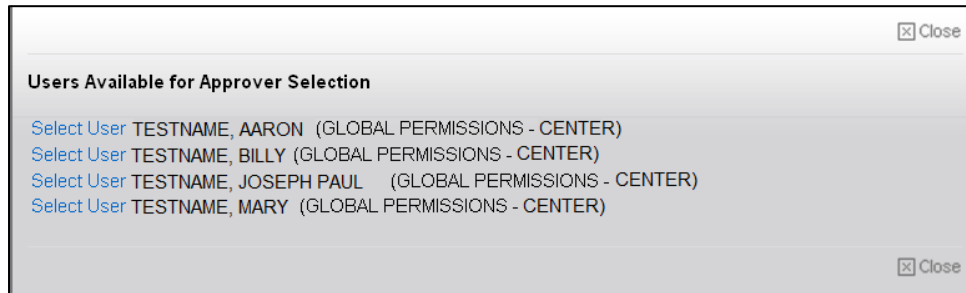 Close
Users Available for Approver Selection
Select User TESTNAME, AARON (GLOBAL PERMISSIONS - CENTER)
Select User TESTNAME, BILLY (GLOBAL PERMISSIONS - CENTER)
Select User TESTNAME, JOSEPH PAUL (GLOBAL PERMISSIONS - CENTER)
Select User TESTNAME, MARY (GLOBAL PERMISSIONS - CENTER)
Close